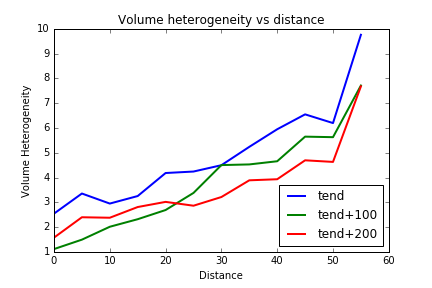 Volume heterogeneity vs distance
10
9
8
7
6
5
4
3
2
1
Volume Heterogeneity
tend
tend+100
tend+200
0 10 20 30 40 50 60
Distance